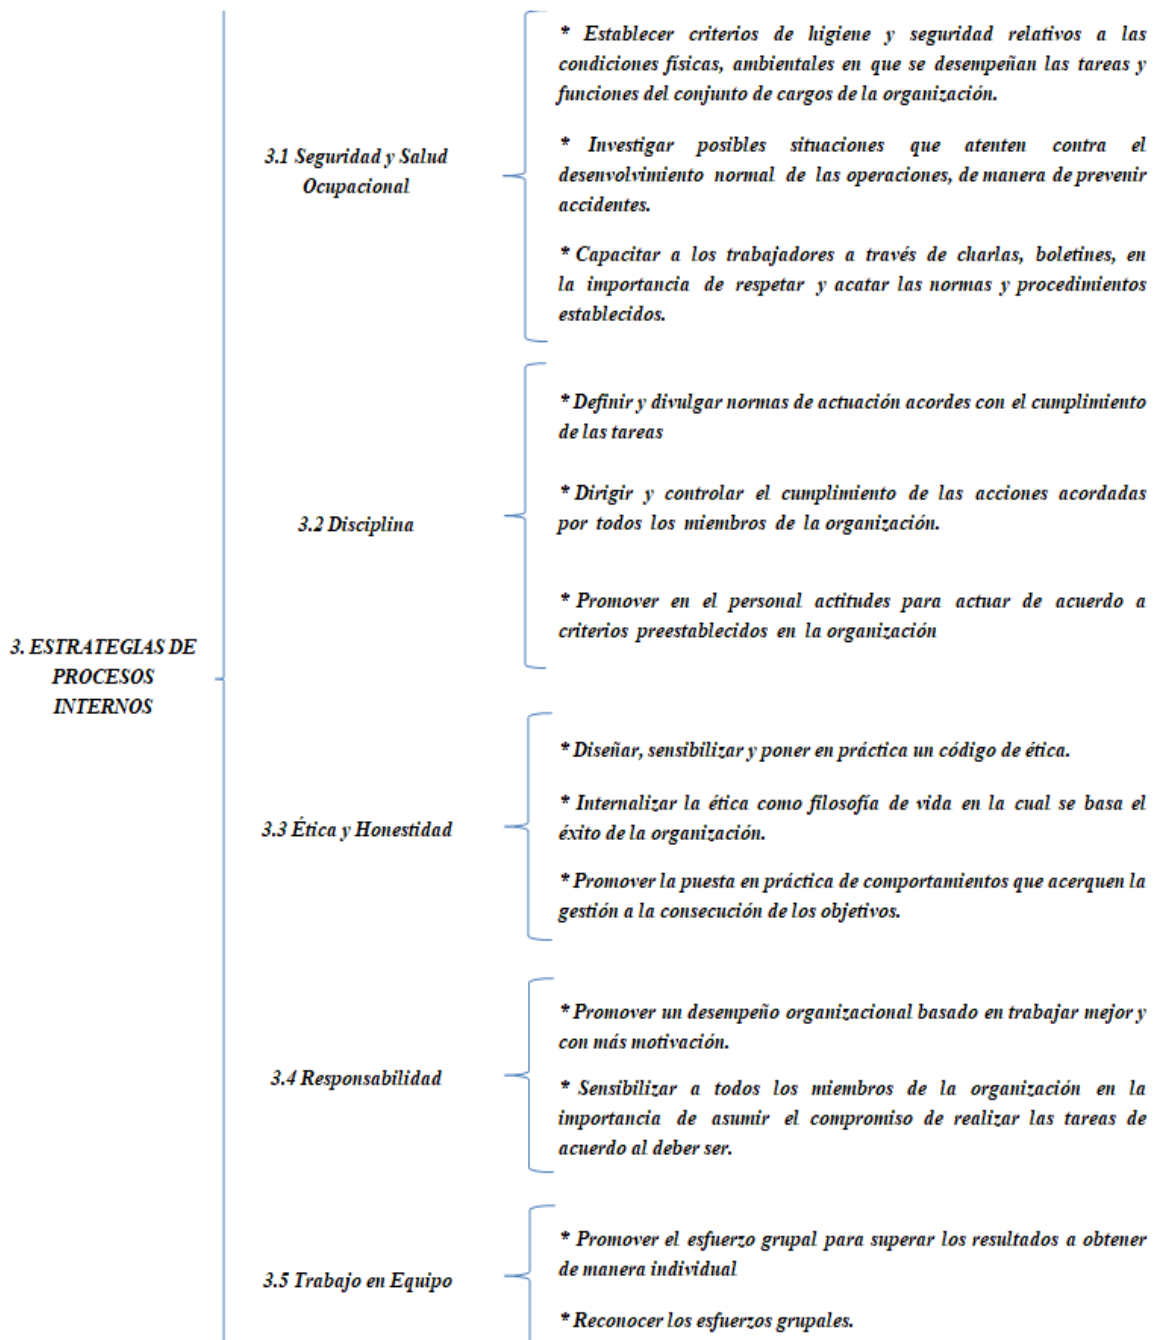 3. ESTRATEGIAS DE
PROCESOS
INTERNOS
3.1 Seguridad y Salud
Ocupacional
* Establecer criterios de higiene y seguridad relativos a las
condiciones físicas, ambientales en que se desempeñan las tareas y
funciones del conjunto de cargos de la organización.
* Investigar posibles situaciones que atenten contra el
desenvolvimiento normal de las operaciones, de manera de prevenir
accidentes.
* Capacitar a los trabajadores a través de charlas, boletines, en
la importancia de respetar y acatar las normas y procedimientos
establecidos.
3.2 Disciplina
* Definir y divulgar normas de actuación acordes con el cumplimiento
de las tareas
* Dirigir y controlar el cumplimiento de las acciones acordadas
por todos los miembros de la organización.
* Promover en el personal actitudes para actuar de acuerdo a
criterios preestablecidos en la organización
3.3 Ética y Honestidad
* Diseñar, sensibilizar y poner en práctica un código de ética.
* Internalizar la ética como filosofía de vida en la cual se basa el
éxito de la organización.
* Promover la puesta en práctica de comportamientos que acerquen la
gestión a la consecución de los objetivos.
3.4 Responsabilidad
* Promover un desempeño organizacional basado en trabajar mejor y
con más motivación.
* Sensibilizar a todos los miembros de la organización en la
importancia de asumir el compromiso de realizar las tareas de
acuerdo al deber ser.
3.5 Trabajo en Equipo
* Promover el esfuerzo grupal para superar los resultados a obtener
de manera individual
* Reconocer los esfuerzos grupales.